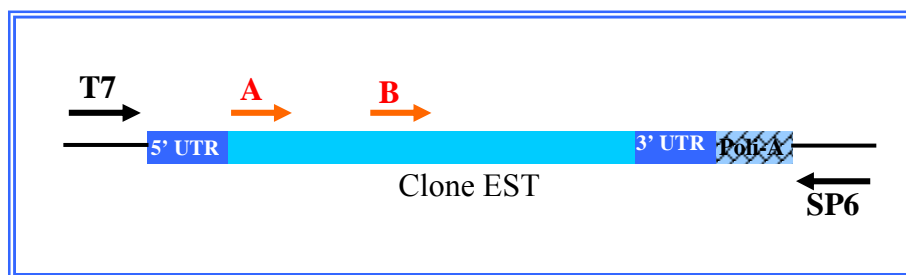 T7
A
B
5’ UTR
3’ UTR
Poli-A
Clone EST
SP6